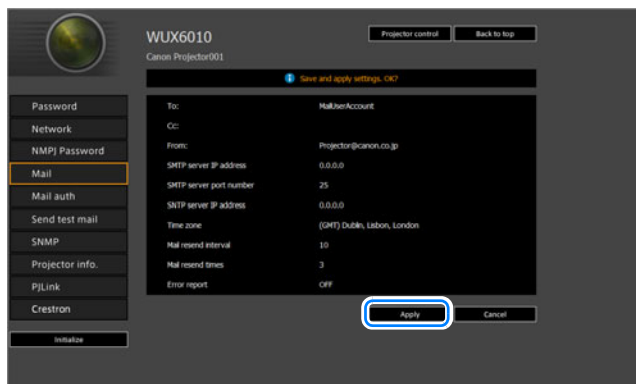 WUX6010
Projector control
Back to top
Canon Projector001
Save and apply settings. OK?
Password
Network
NMPJ Password
Mail
Mail auth
Send test mail
SNMP
Projector info.
PJLink
Crestron
Initialize
To: MailUserAccount
Cc:
From: Projector@canon.co.jp
SMTP server IP address 0.0.0.0
SMTP server port number 25
SNTP server IP address 0.0.0.0
Time zone (GMT) Dublin, Lisbon, London
Mail resend interval 10
Mail resend times 3
Error report OFF
Apply
Cancel